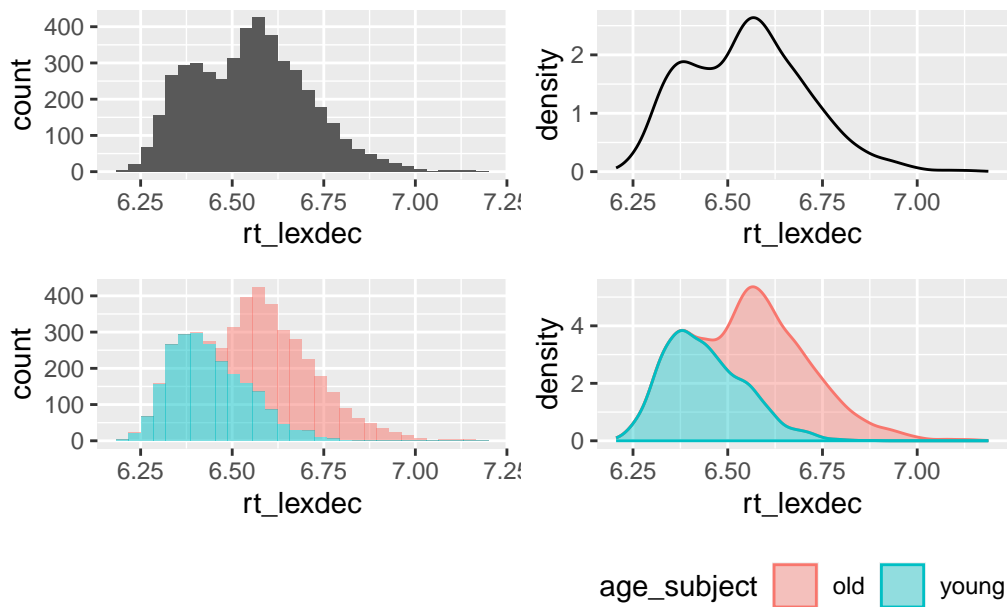 count
400
300
200
100
0
6.25 6.50 6.75 7.00 7.25
rt_lexdec
density
2
1
0
6.25 6.50 6.75 7.00
rt_lexdec
count
400
300
200
100
0
6.25 6.50 6.75 7.00 7.25
rt_lexdec
density
4
2
0
6.25 6.50 6.75 7.00
rt_lexdec
age_subject old young